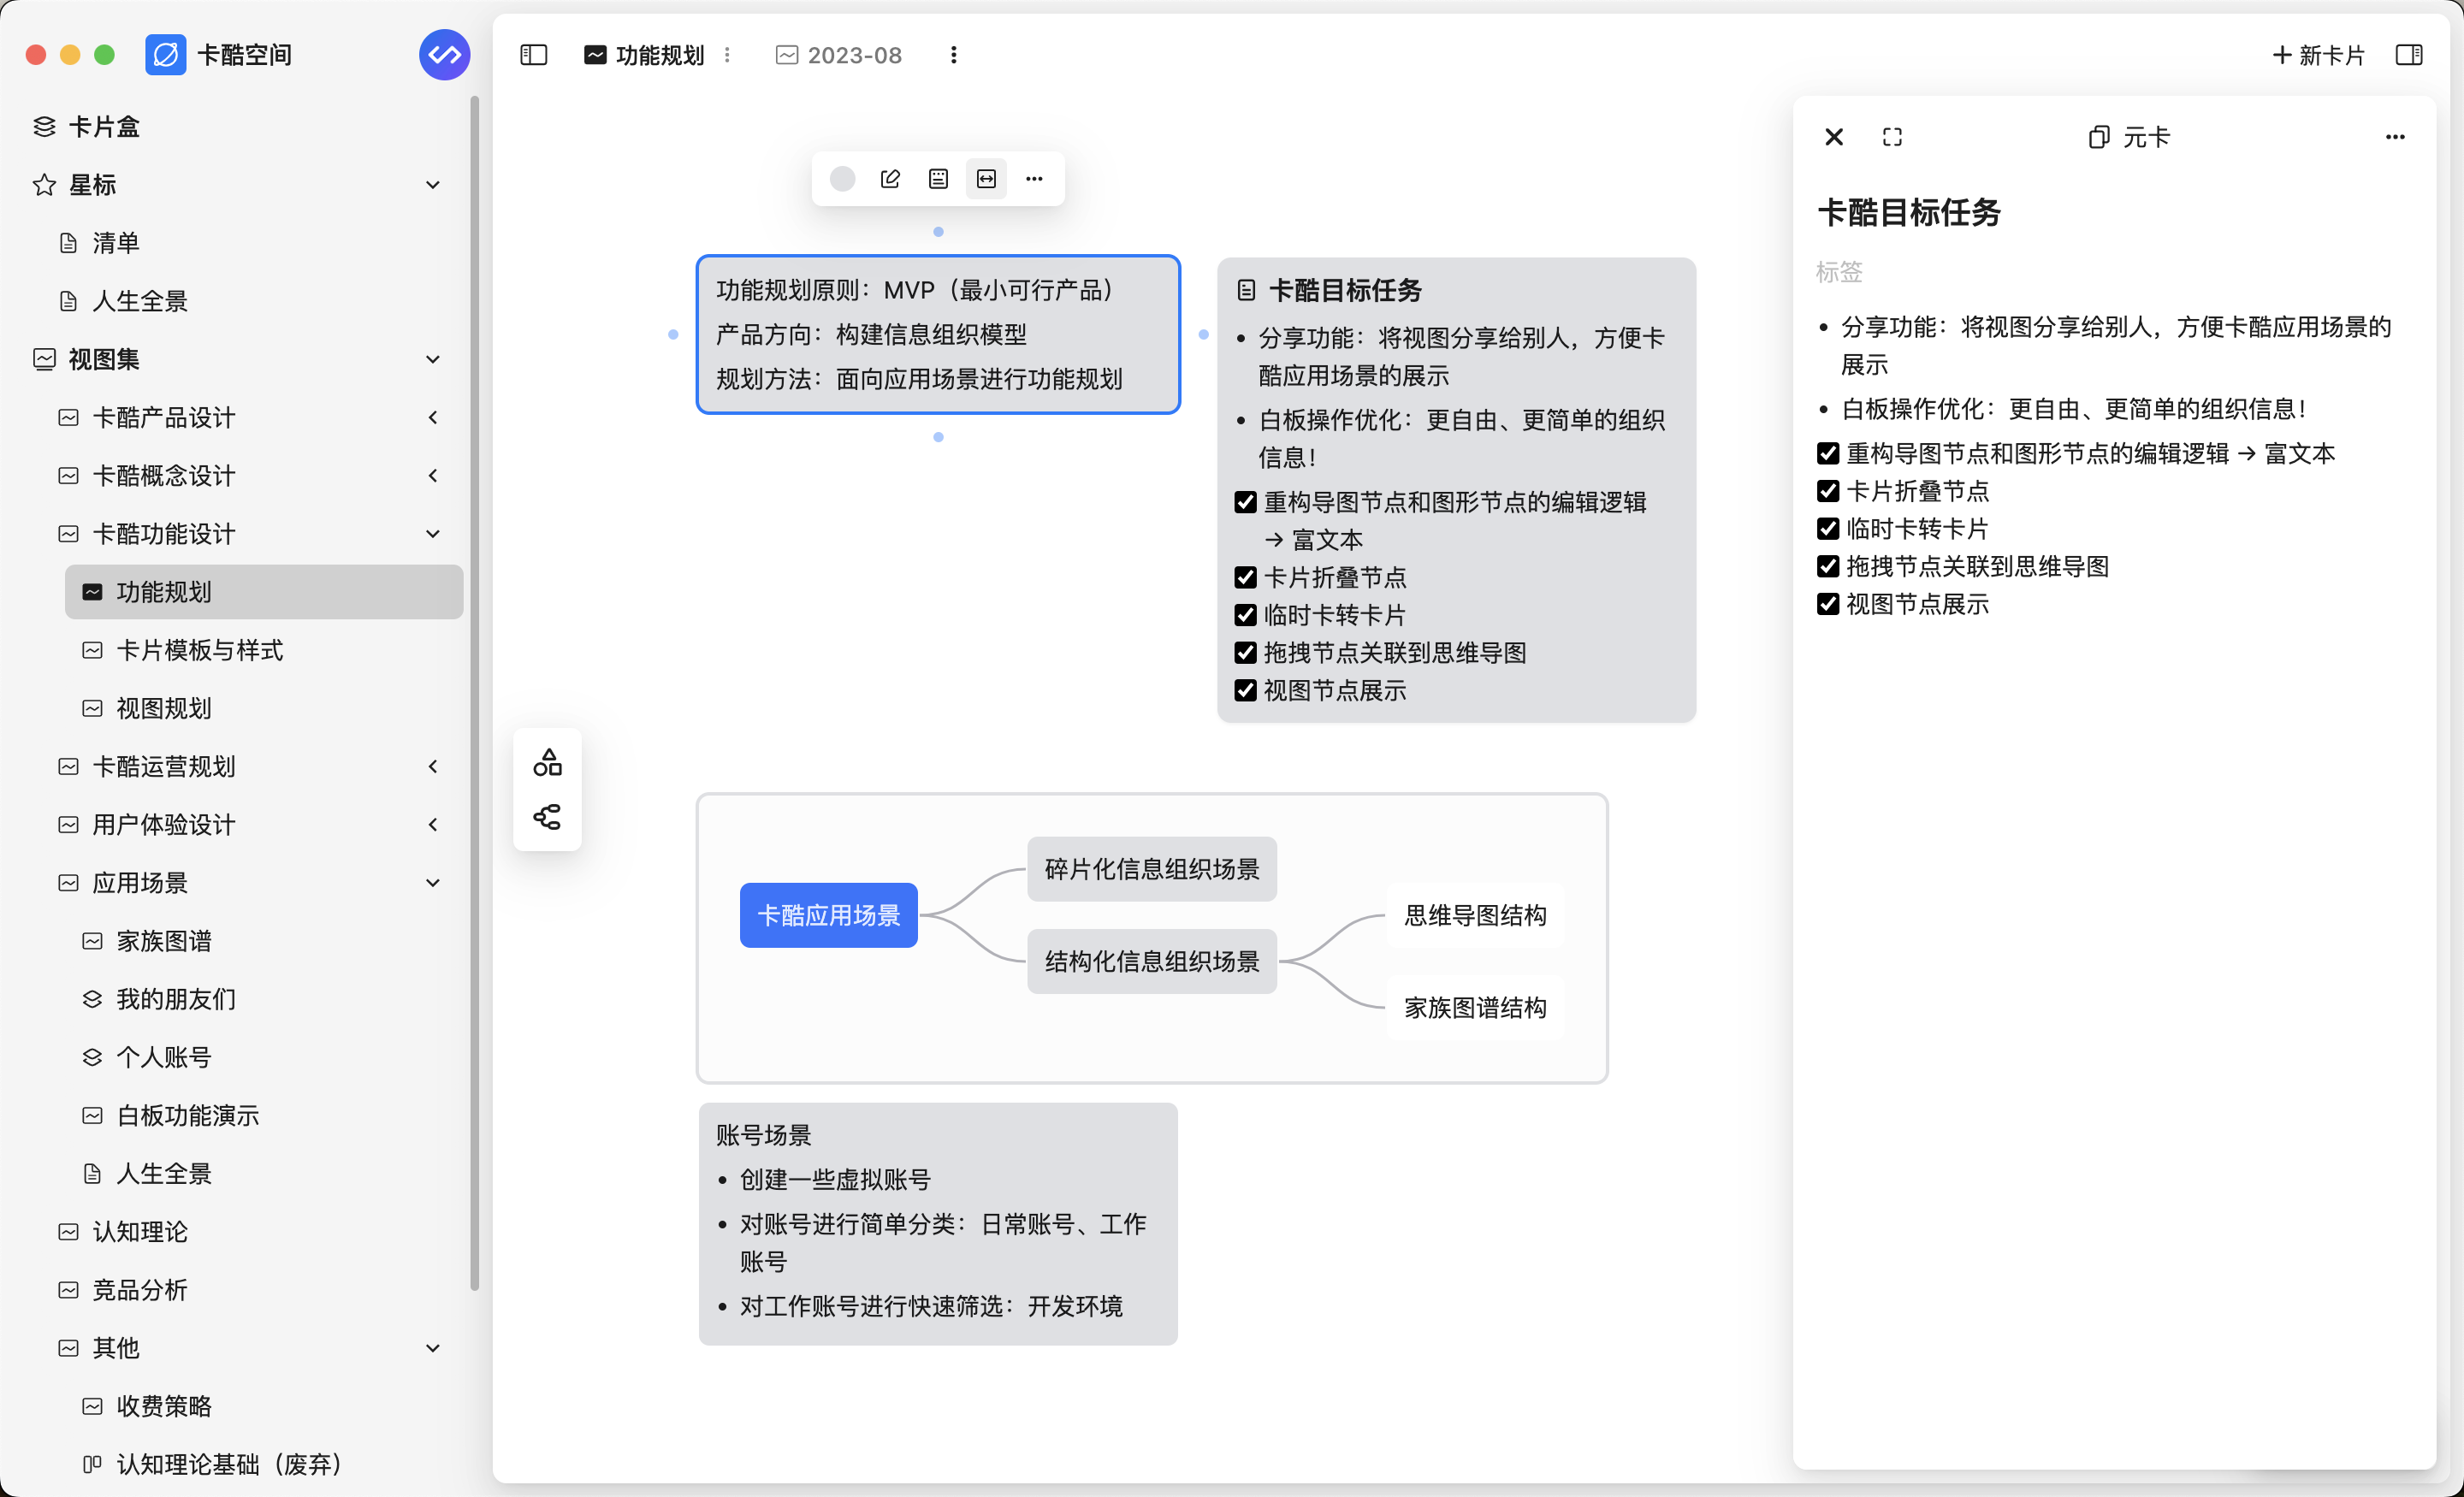 卡酷空间
卡片盒
星标
清单
人生全景
视图集
卡酷产品设计
卡酷概念设计
卡酷功能设计
功能规划
卡片模板与样式
视图规划
卡酷运营规划
用户体验设计
应用场景
家族图谱
我的朋友们
个人账号
白板功能演示
人生全景
认知理论
竞品分析
其他
收费策略
认知理论基础（废弃）
功能规划
2023-08
新卡片
功能规划原则：MVP（最小可行产品）
产品方向：构建信息组织模型
规划方法：面向应用场景进行功能规划
卡酷目标任务
• 分享功能：将视图分享给别人，方便卡
酷应用场景的展示
• 白板操作优化：更自由、更简单的组织
信息！
重构导图节点和图形节点的编辑逻辑
→ 富文本
卡片折叠节点
临时卡转卡片
拖拽节点关联到思维导图
视图节点展示
卡酷应用场景
碎片化信息组织场景
结构化信息组织场景
思维导图结构
家族图谱结构
账号场景
• 创建一些虚拟账号
• 对账号进行简单分类：日常账号、工作
账号
• 对工作账号进行快速筛选：开发环境
元卡
卡酷目标任务
标签
• 分享功能：将视图分享给别人，方便卡酷应用场景的
展示
• 白板操作优化：更自由、更简单的组织信息！
重构导图节点和图形节点的编辑逻辑 → 富文本
卡片折叠节点
临时卡转卡片
拖拽节点关联到思维导图
视图节点展示